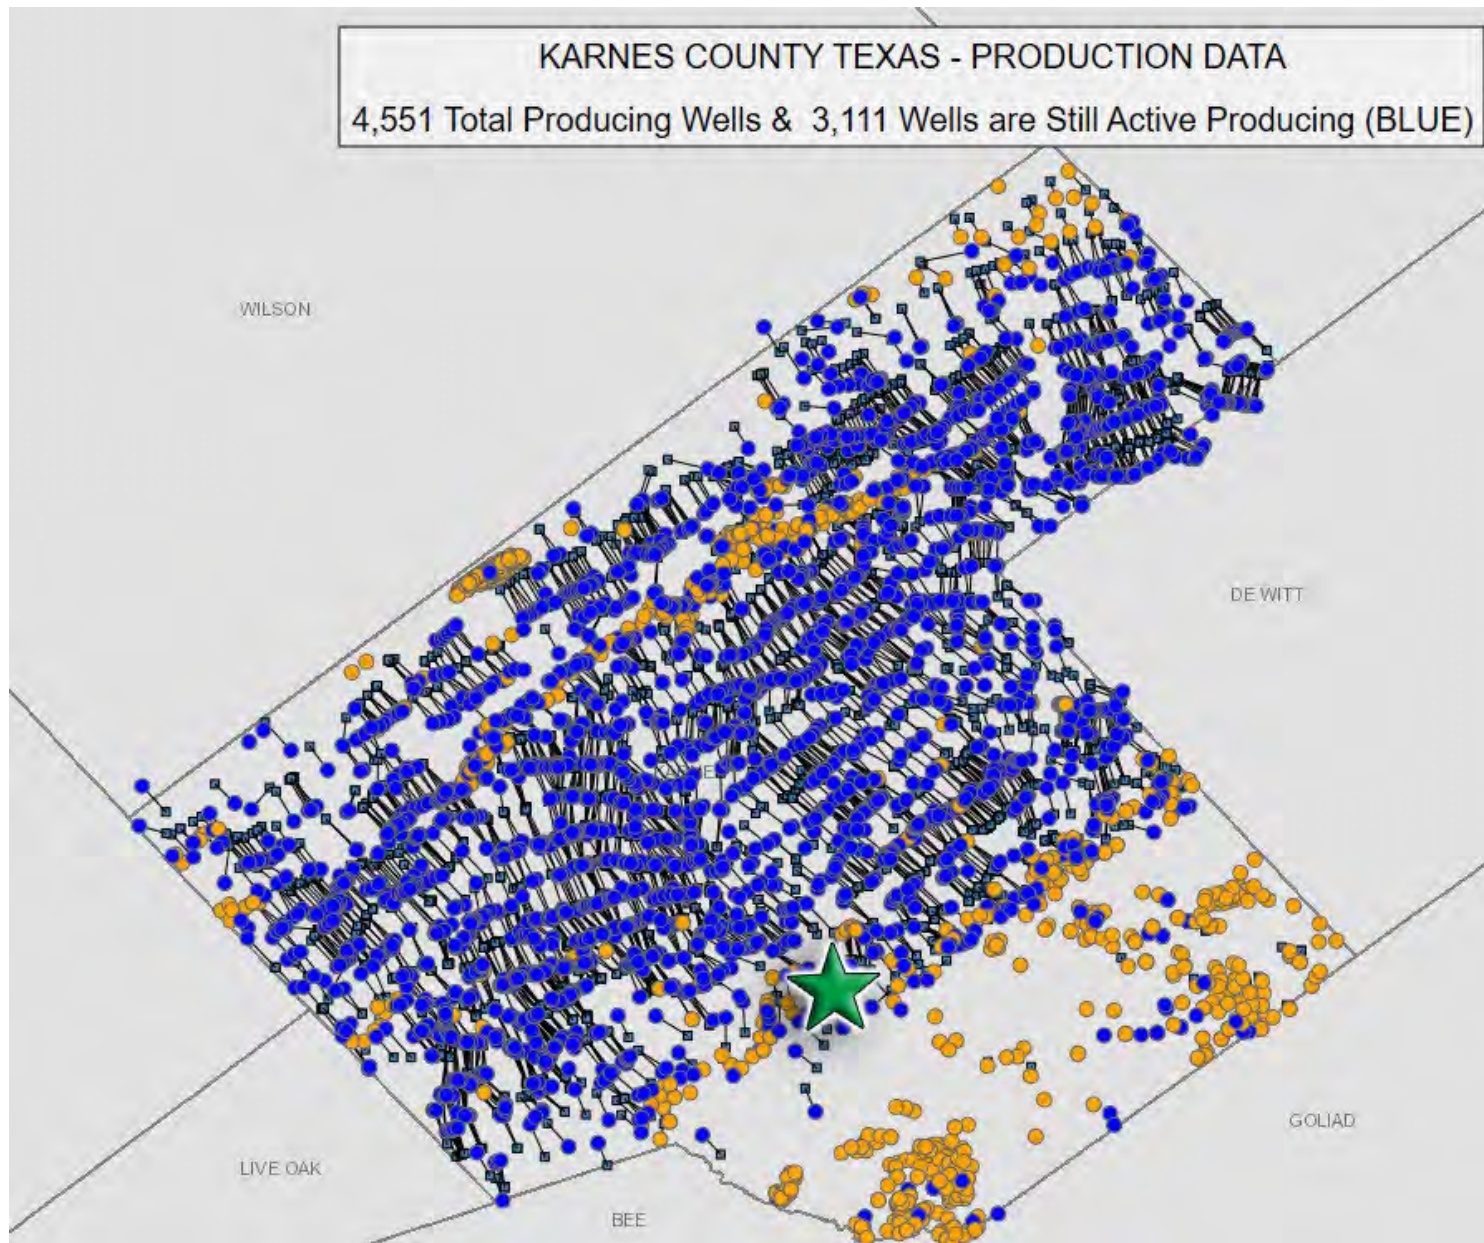 KARNES COUNTY TEXAS - PRODUCTION DATA
4,551 Total Producing Wells & 3,111 Wells are Still Active Producing (BLUE)
WILSON
DE WITT
KARNES
GOLIAD
LIVE OAK
BEE